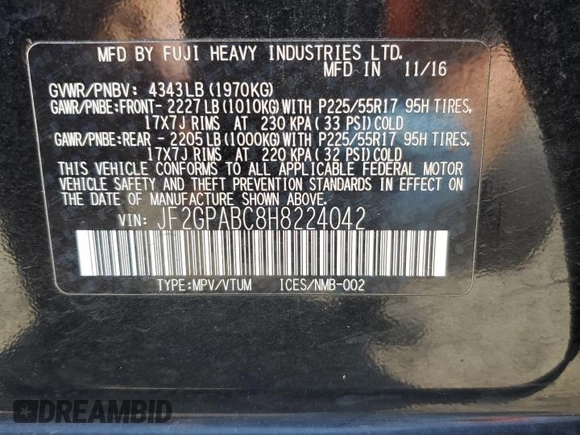 MFD BY FUJI HEAVY INDUSTRIES LTD.
MFD IN 11/16
GVWR/PNBV: 4343LB(1970KG)
GAWR/PNBE:FRONT- 2227LB(1010KG)WITH P225/55R17 95H TIRES,
17X7J RIMS AT 230 KPA(33 PSI)COLD
GAWR/PNBE:REAR - 2205LB(1000KG)WITH P225/55R17 95H TIRES,
17X7J RIMS AT 220 KPA(32 PSI)COLD
THIS VEHICLE CONFORMS TO ALL APPLICABLE FEDERAL MOTOR
VEHICLE SAFETY AND THEFT PREVENTION STANDARDS IN EFFECT ON
THE DATE OF MANUFACTURE SHOWN ABOVE.
VIN: JF2GPABC8H8224042
TYPE:MPV/VTUM ICES/NMB-002
DREAMBID